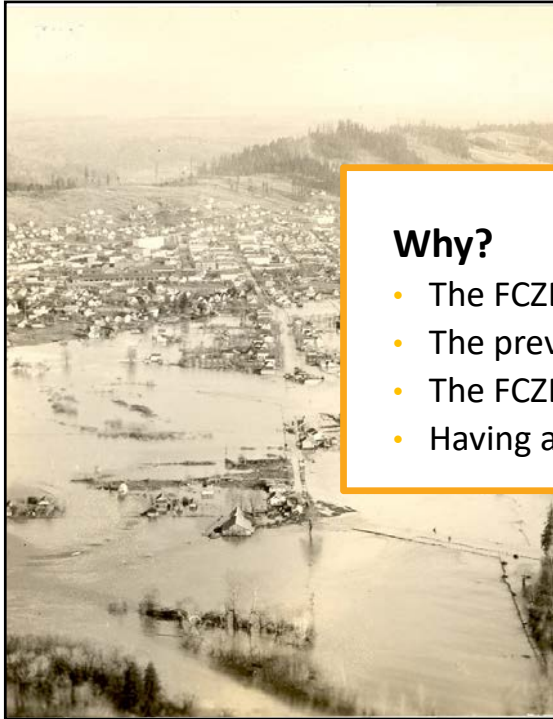 Why?
• The FCZ
• The prev
• The FCZ
• Having a